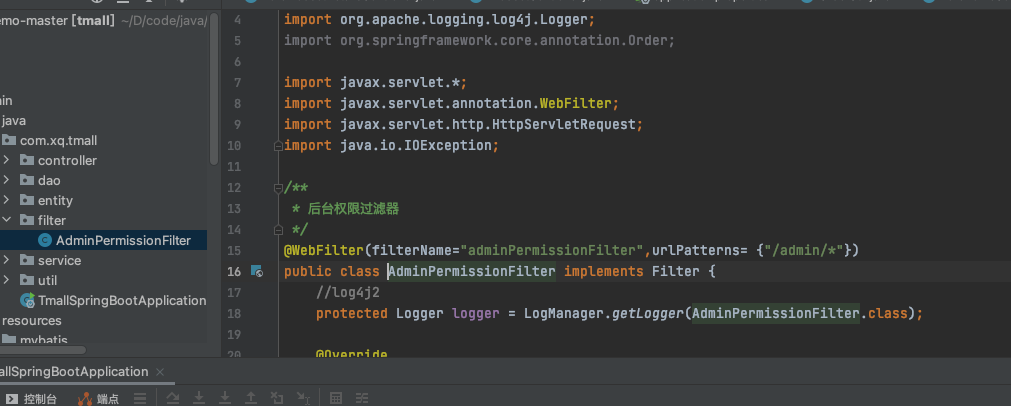 emo-master [tmall] ~/D/code/java/
ain
java
com.xq.tmall
controller
dao
entity
filter
AdminPermissionFilter
service
util
TmallSpringBootApplication
resources
mybatis
4 import org.apache.logging.log4j.Logger;
5 import org.springframework.core.annotation.Order;
6
7 import javax.servlet.*;
8 import javax.servlet.annotation.WebFilter;
9 import javax.servlet.http.HttpServletRequest;
10 import java.io.IOException;
11
12 /**
13 * 后台权限过滤器
14 */
15 @WebFilter(filterName="adminPermissionFilter",urlPatterns= {"/admin/*"})
16 public class AdminPermissionFilter implements Filter {
17 //log4j2
18 protected Logger logger = LogManager.getLogger(AdminPermissionFilter.class);
19
20 @Override
allSpringBootApplication ×
控制台 端点